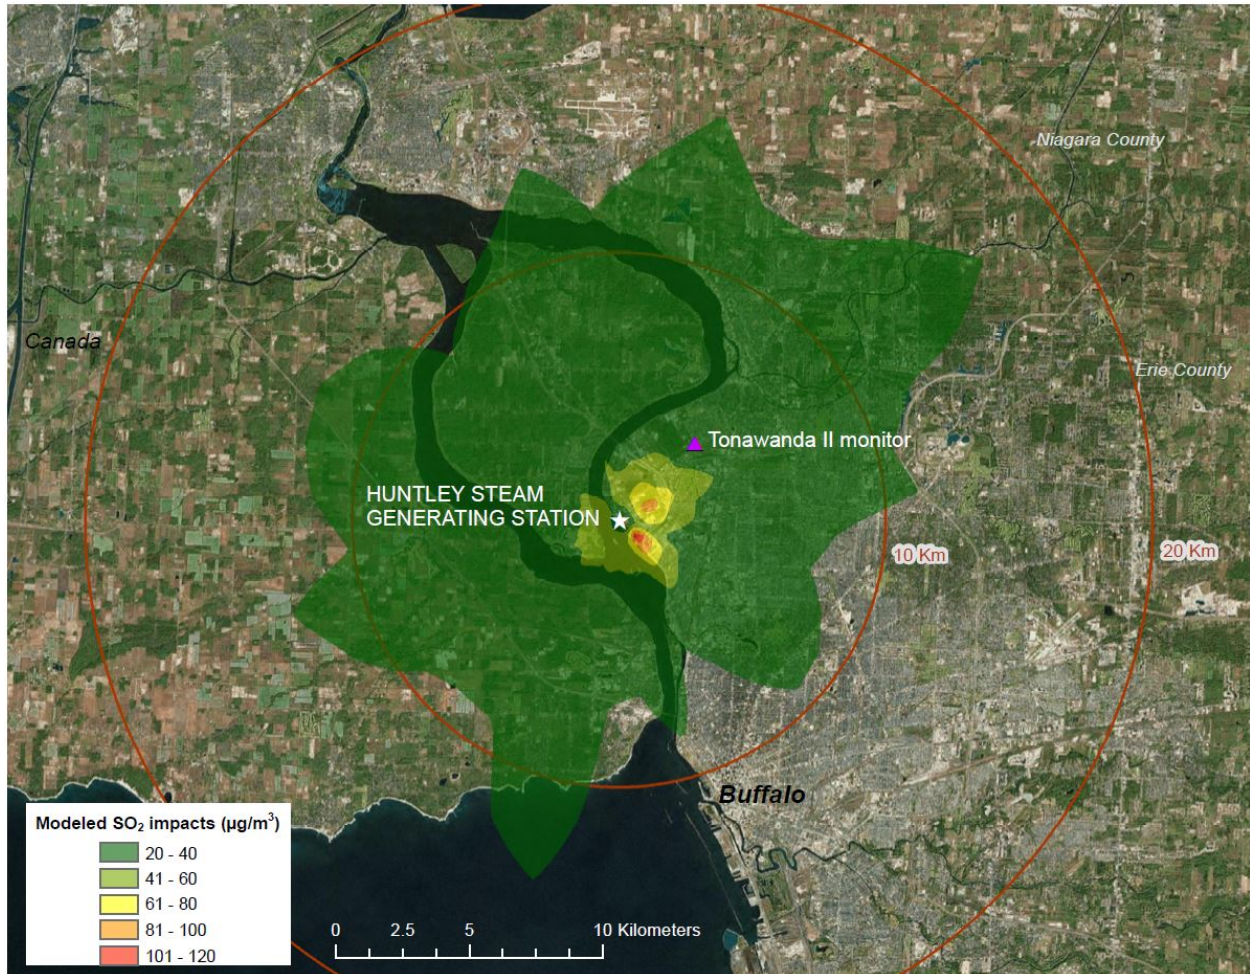 Niagara County
Canada
Erie County
Tonawanda II monitor
HUNTLEY STEAM
GENERATING STATION
10 Km
20 Km
Buffalo
Modeled SO₂ impacts (µg/m³)
20 - 40
41 - 60
61 - 80
81 - 100
101 - 120
0 2.5 5 10 Kilometers